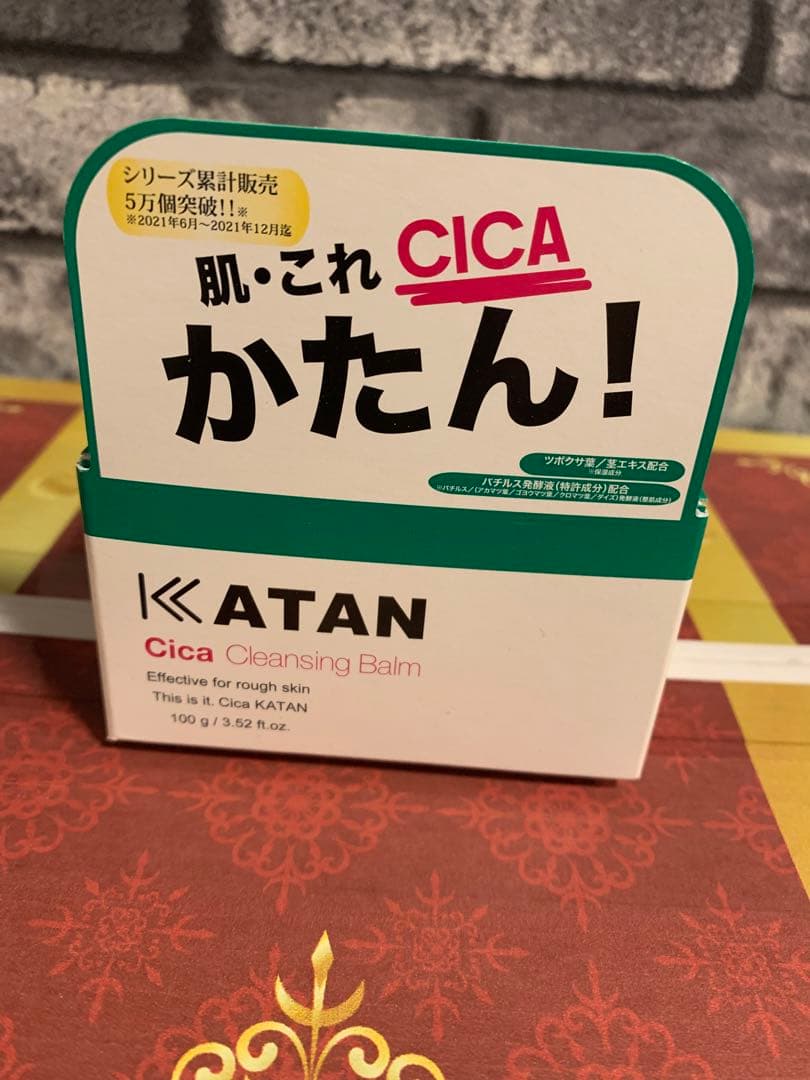 シリーズ累計販売
5万個突破!!※
※2021年6月～2021年12月迄
肌・これ CICA
かたん!
ツボクサ葉/茎エキス配合
※保湿成分
バチルス発酵液(特許成分)配合
※バチルス/(アカマツ葉/ゴヨウマツ葉/クロマツ葉/ダイズ)発酵液(整肌成分)
KATAN
Cica Cleansing Balm
Effective for rough skin
This is it. Cica KATAN
100 g / 3.52 ft.oz.